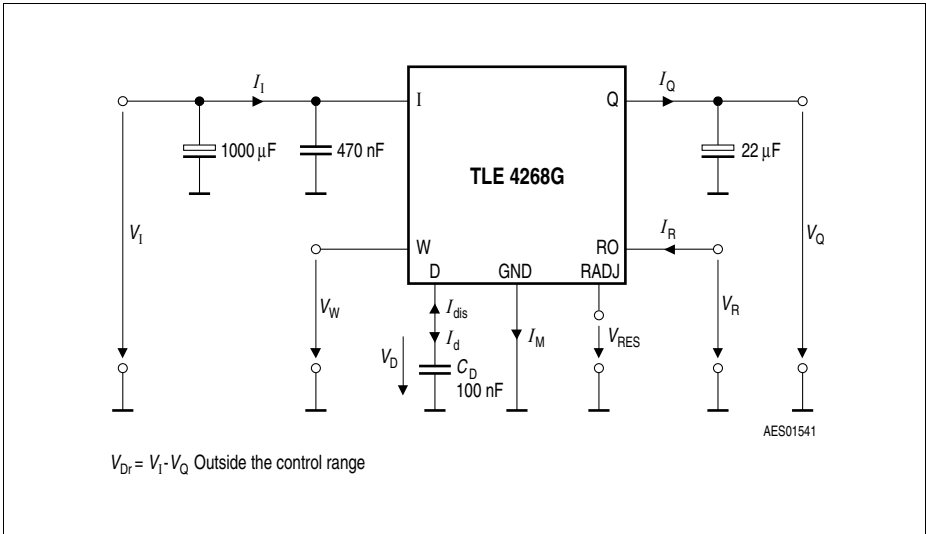 I_I
I
Q
I_Q
1000 μF
470 nF
TLE 4268G
22 μF
V_I
W
RO
I_R
V_Q
D
GND
RADJ
V_W
I_dis
V_R
V_D
I_d
I_M
V_RES
C_D
100 nF
AES01541
V_Dr = V_I-V_Q Outside the control range